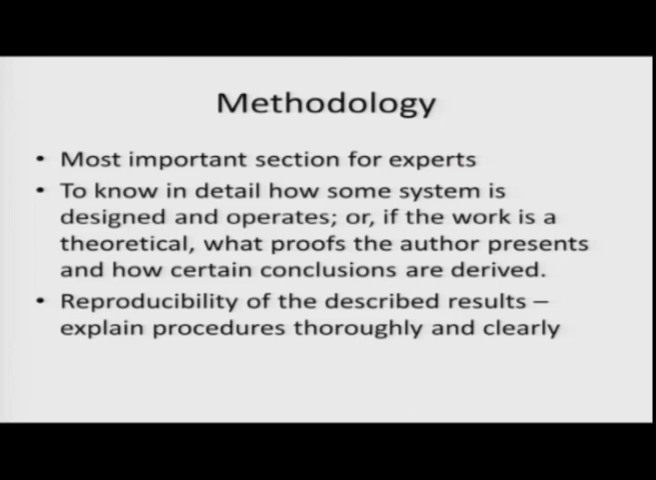 Methodology
• Most important section for experts
• To know in detail how some system is
designed and operates; or, if the work is a
theoretical, what proofs the author presents
and how certain conclusions are derived.
• Reproducibility of the described results –
explain procedures thoroughly and clearly